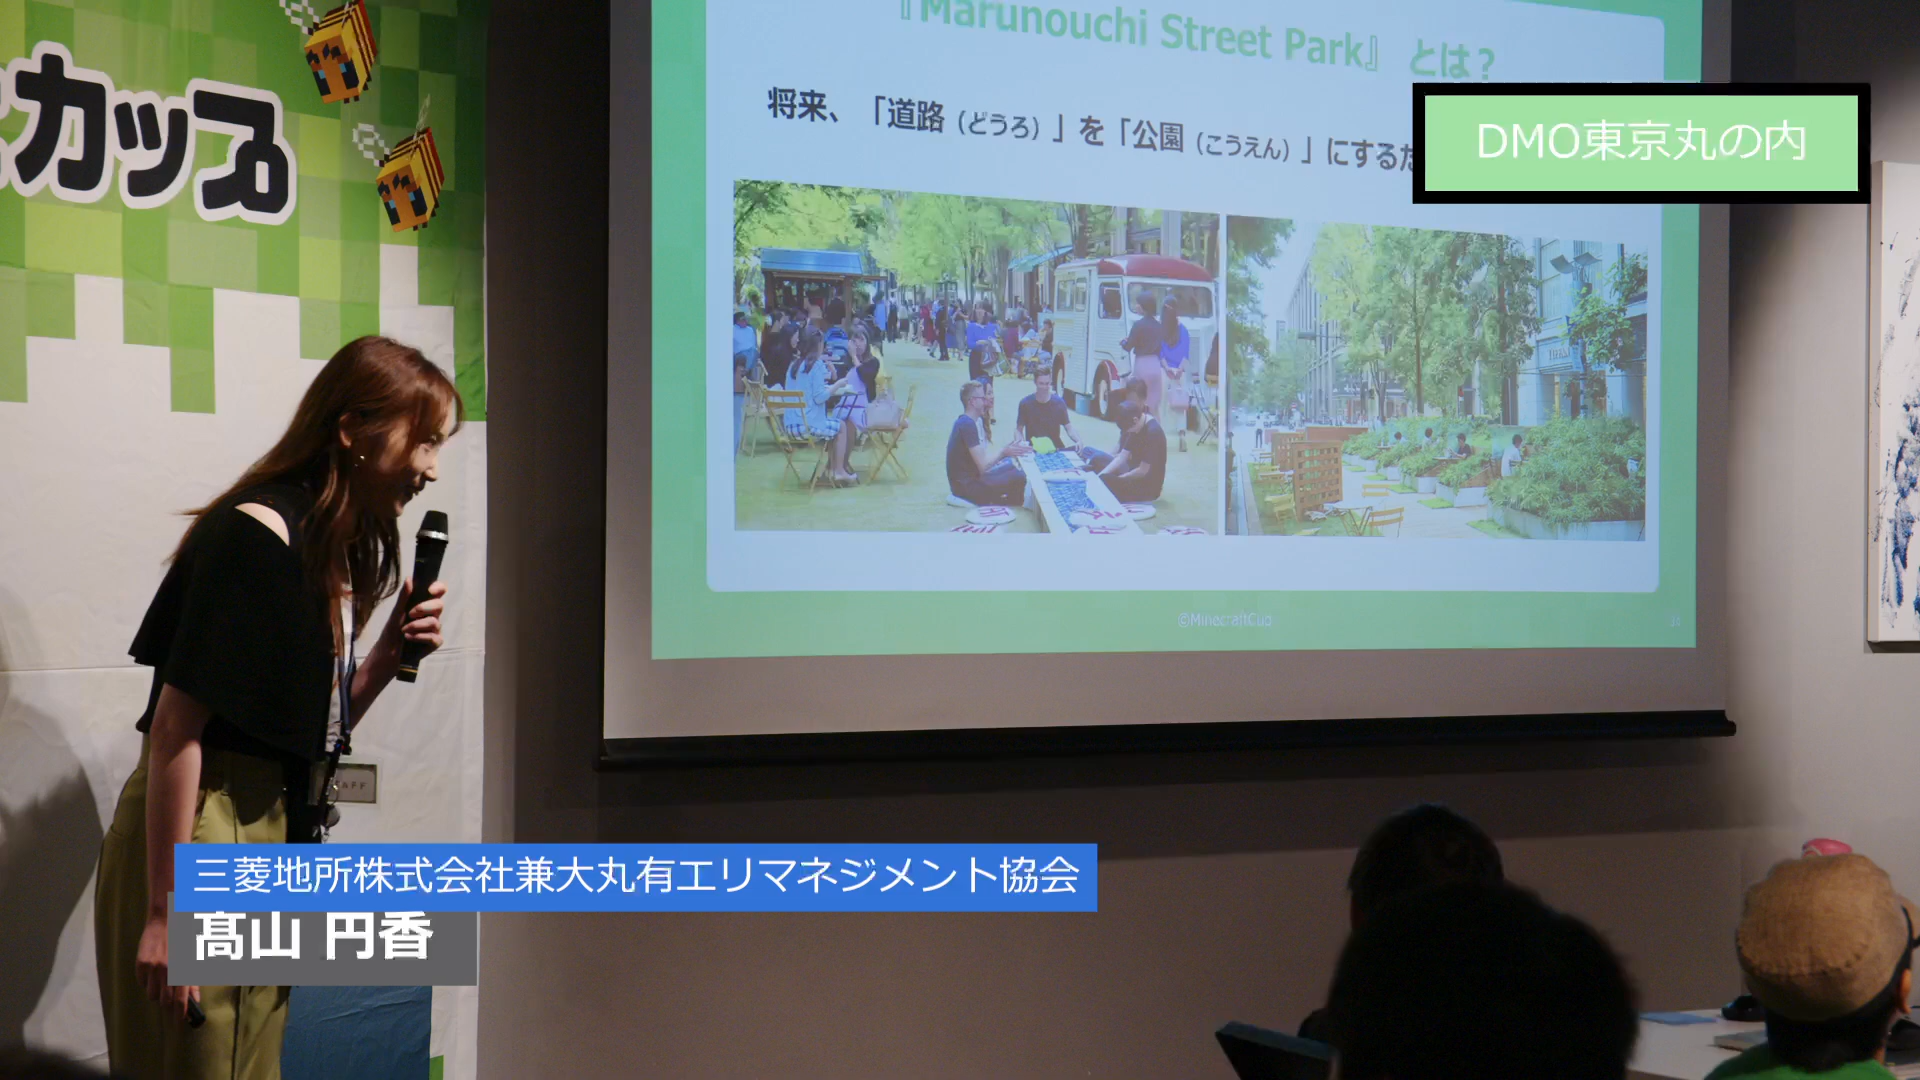 カップ
『Marunouchi Street Park』 とは？
将来、「道路（どうろ）」を「公園（こうえん）」にする
DMO東京丸の内
©MinecraftCup
34
三菱地所株式会社兼大丸有エリマネジメント協会
髙山 円香